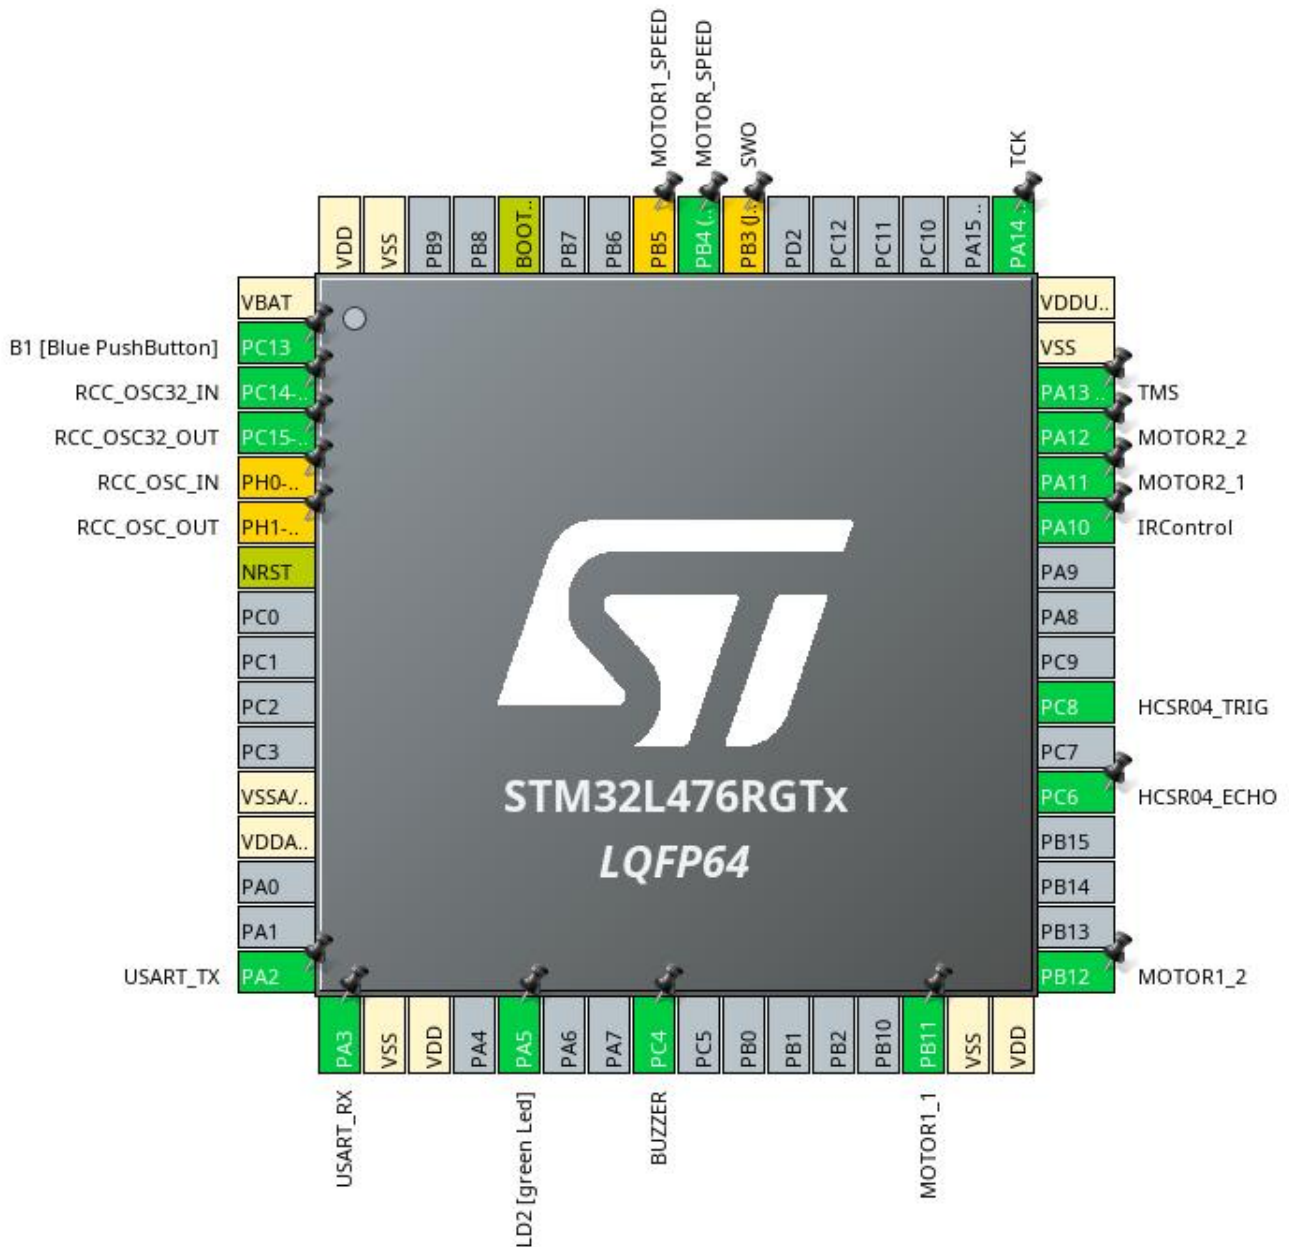 MOTOR1_SPEED
MOTOR_SPEED
SWO
TCK
VDD
VSS
PB9
PB8
BOOT..
PB7
PB6
PB5
PB4 (..
PB3 (J..
PD2
PC12
PC11
PC10
PA15 ..
PA14 ..
VBAT
B1 [Blue PushButton]
PC13
RCC_OSC32_IN
PC14-..
RCC_OSC32_OUT
PC15-..
RCC_OSC_IN
PH0-..
RCC_OSC_OUT
PH1-..
NRST
PC0
PC1
PC2
PC3
VSSA/..
VDDA..
PA0
PA1
USART_TX
PA2
ST
STM32L476RGTx
LQFP64
VDDU..
VSS
PA13 ..
TMS
PA12
MOTOR2_2
PA11
MOTOR2_1
PA10
IRControl
PA9
PA8
PC9
PC8
HCSR04_TRIG
PC7
PC6
HCSR04_ECHO
PB15
PB14
PB13
PB12
MOTOR1_2
PA3
VSS
VDD
PA4
PA5
PA6
PA7
PC4
PC5
PB0
PB1
PB2
PB10
PB11
VSS
VDD
USART_RX
LD2 [green Led]
BUZZER
MOTOR1_1